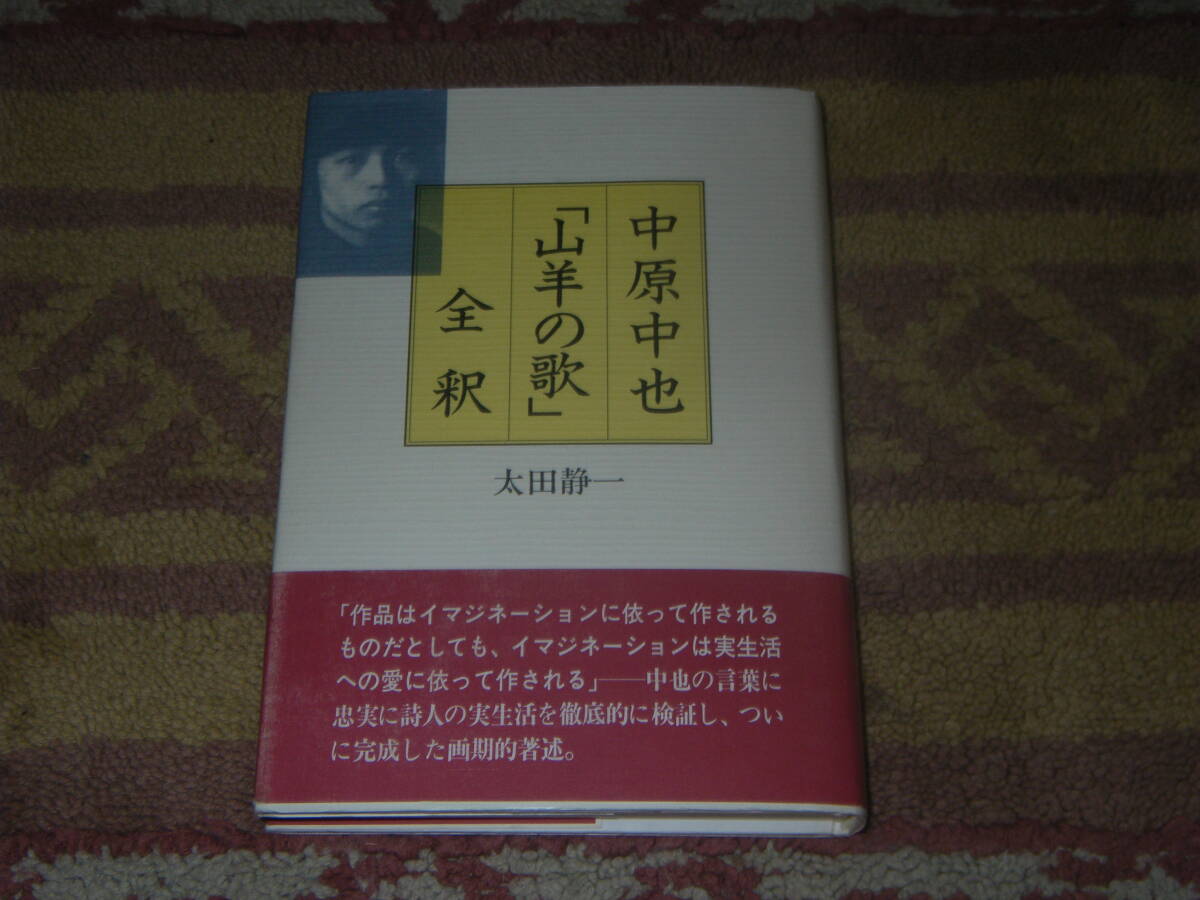 中原中也
「山羊の歌」
全釈
太田静一
「作品はイマジネーションに依って作される
ものだとしても、イマジネーションは実生活
への愛に依って作される」──中也の言葉に
忠実に詩人の実生活を徹底的に検証し、つい
に完成した画期的著述。